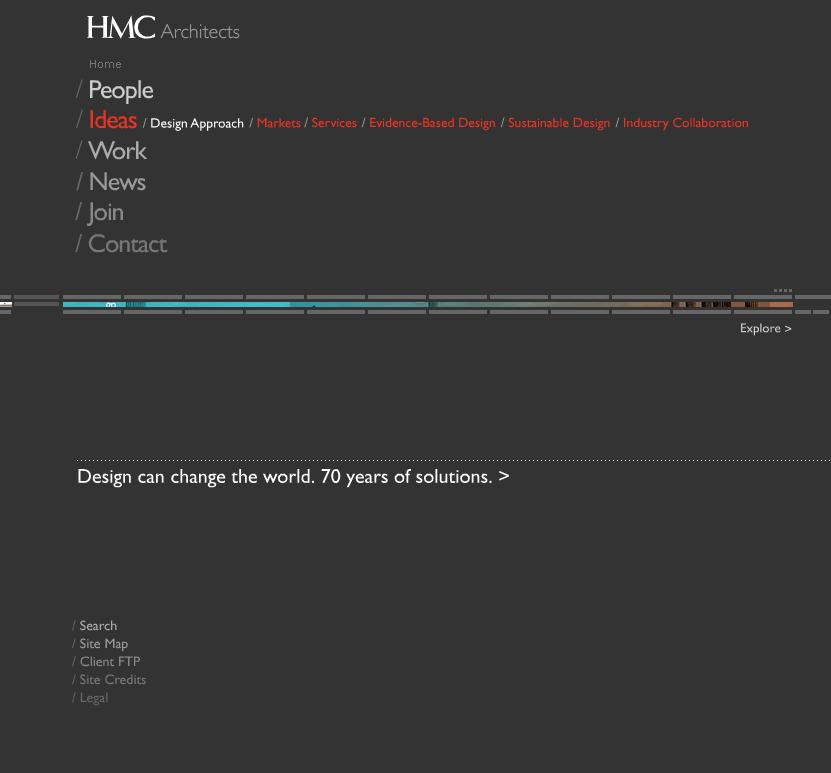 HMC Architects
Home
/ People
/ Ideas / Design Approach / Markets / Services / Evidence-Based Design / Sustainable Design / Industry Collaboration
/ Work
/ News
/ Join
/ Contact
Explore >
Design can change the world. 70 years of solutions. >
/ Search
/ Site Map
/ Client FTP
/ Site Credits
/ Legal